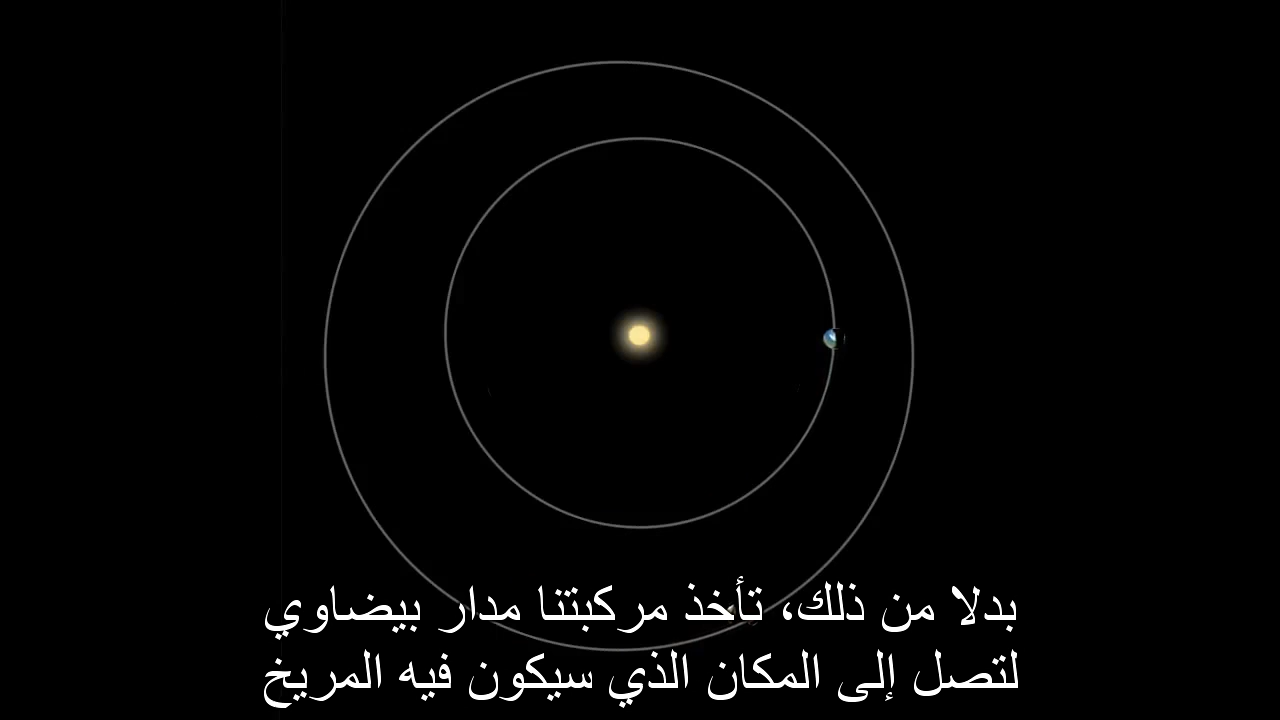 بدلا من ذلك، تأخذ مركبتنا مدار بيضاوي
لتصل إلى المكان الذي سيكون فيه المريخ